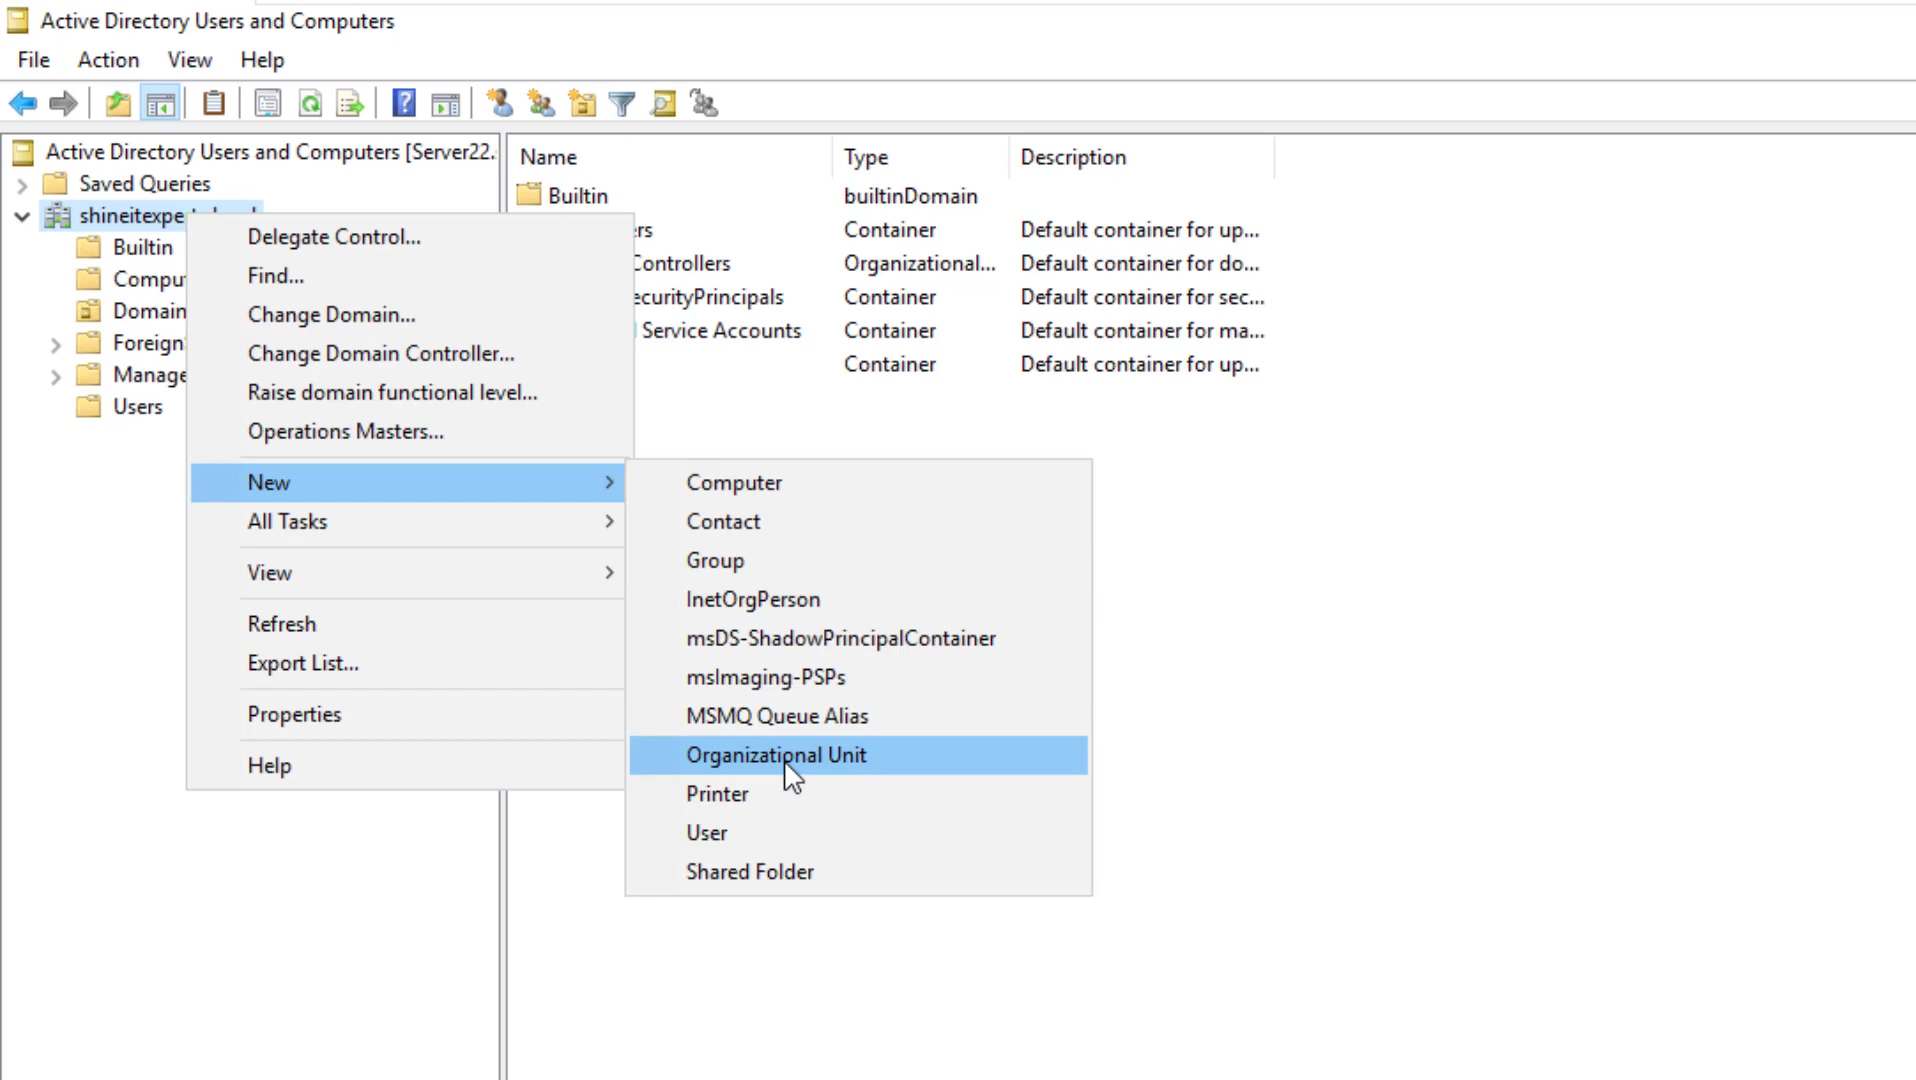 Active Directory Users and Computers
File Action View Help
Active Directory Users and Computers [Server22.
Saved Queries
shineitexpe
Builtin
Compu
Domain
Foreign
Manage
Users
Name Type Description
Builtin builtinDomain
rs Container Default container for up...
Controllers Organizational... Default container for do...
ecurityPrincipals Container Default container for sec...
Service Accounts Container Default container for ma...
Container Default container for up...
Delegate Control...
Find...
Change Domain...
Change Domain Controller...
Raise domain functional level...
Operations Masters...
New
All Tasks
View
Refresh
Export List...
Properties
Help
Computer
Contact
Group
InetOrgPerson
msDS-ShadowPrincipalContainer
msImaging-PSPs
MSMQ Queue Alias
Organizational Unit
Printer
User
Shared Folder